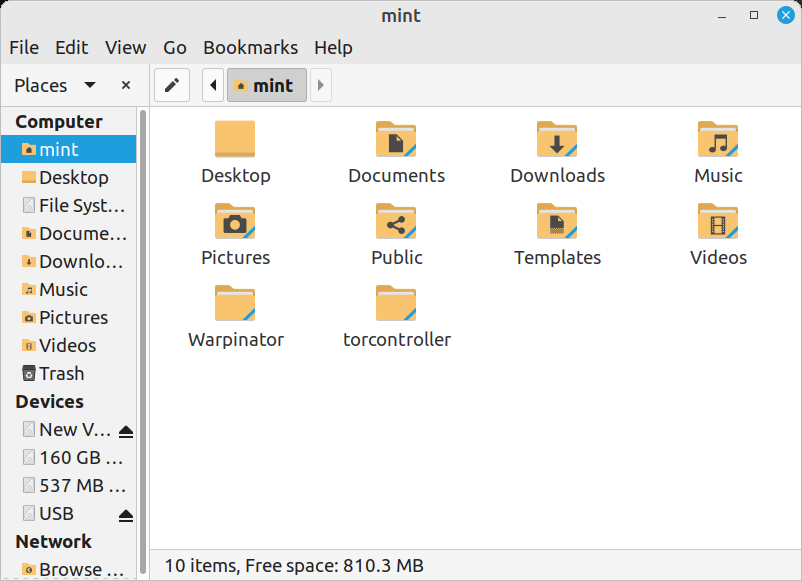 mint
File Edit View Go Bookmarks Help
Places
mint
Computer
mint
Desktop
File Syst...
Docume...
Downlo...
Music
Pictures
Videos
Trash
Devices
New V...
160 GB ...
537 MB ...
USB
Network
Browse ...
Desktop Documents Downloads Music
Pictures Public Templates Videos
Warpinator torcontroller
10 items, Free space: 810.3 MB